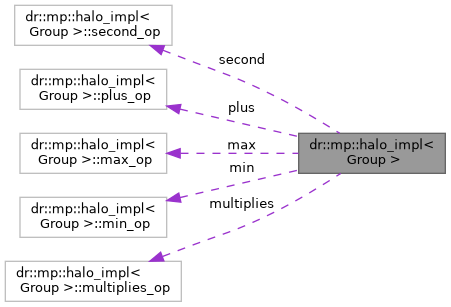 dr::mp::halo_impl<
Group >::second_op
second
dr::mp::halo_impl<
Group >::plus_op
plus
dr::mp::halo_impl<
Group >::max_op
max
dr::mp::halo_impl<
Group >
min
dr::mp::halo_impl<
Group >::min_op
multiplies
dr::mp::halo_impl<
Group >::multiplies_op